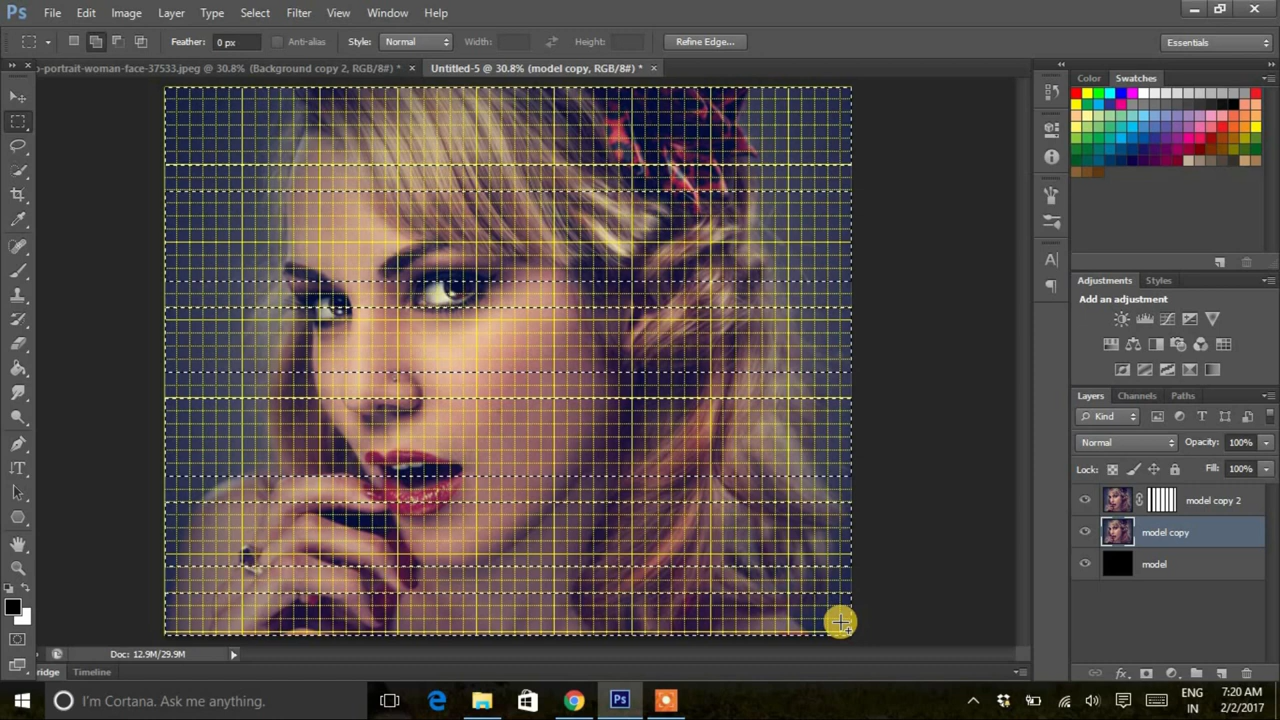 Ps File Edit Image Layer Type Select Filter View Window Help
Feather: 0 px Anti-alias Style: Normal Width: Height: Refine Edge... Essentials
o-portrait-woman-face-37533.jpeg @ 30.8% (Background copy 2, RGB/8#) * × Untitled-5 @ 30.8% (model copy, RGB/8#) * ×
Color Swatches
Adjustments Styles
Add an adjustment
Layers Channels Paths
Kind
Normal Opacity: 100%
Lock: Fill: 100%
model copy 2
model copy
model
Doc: 12.9M/29.9M
ridge Timeline
I'm Cortana. Ask me anything.
Ps
ENG 7:20 AM
IN 2/2/2017